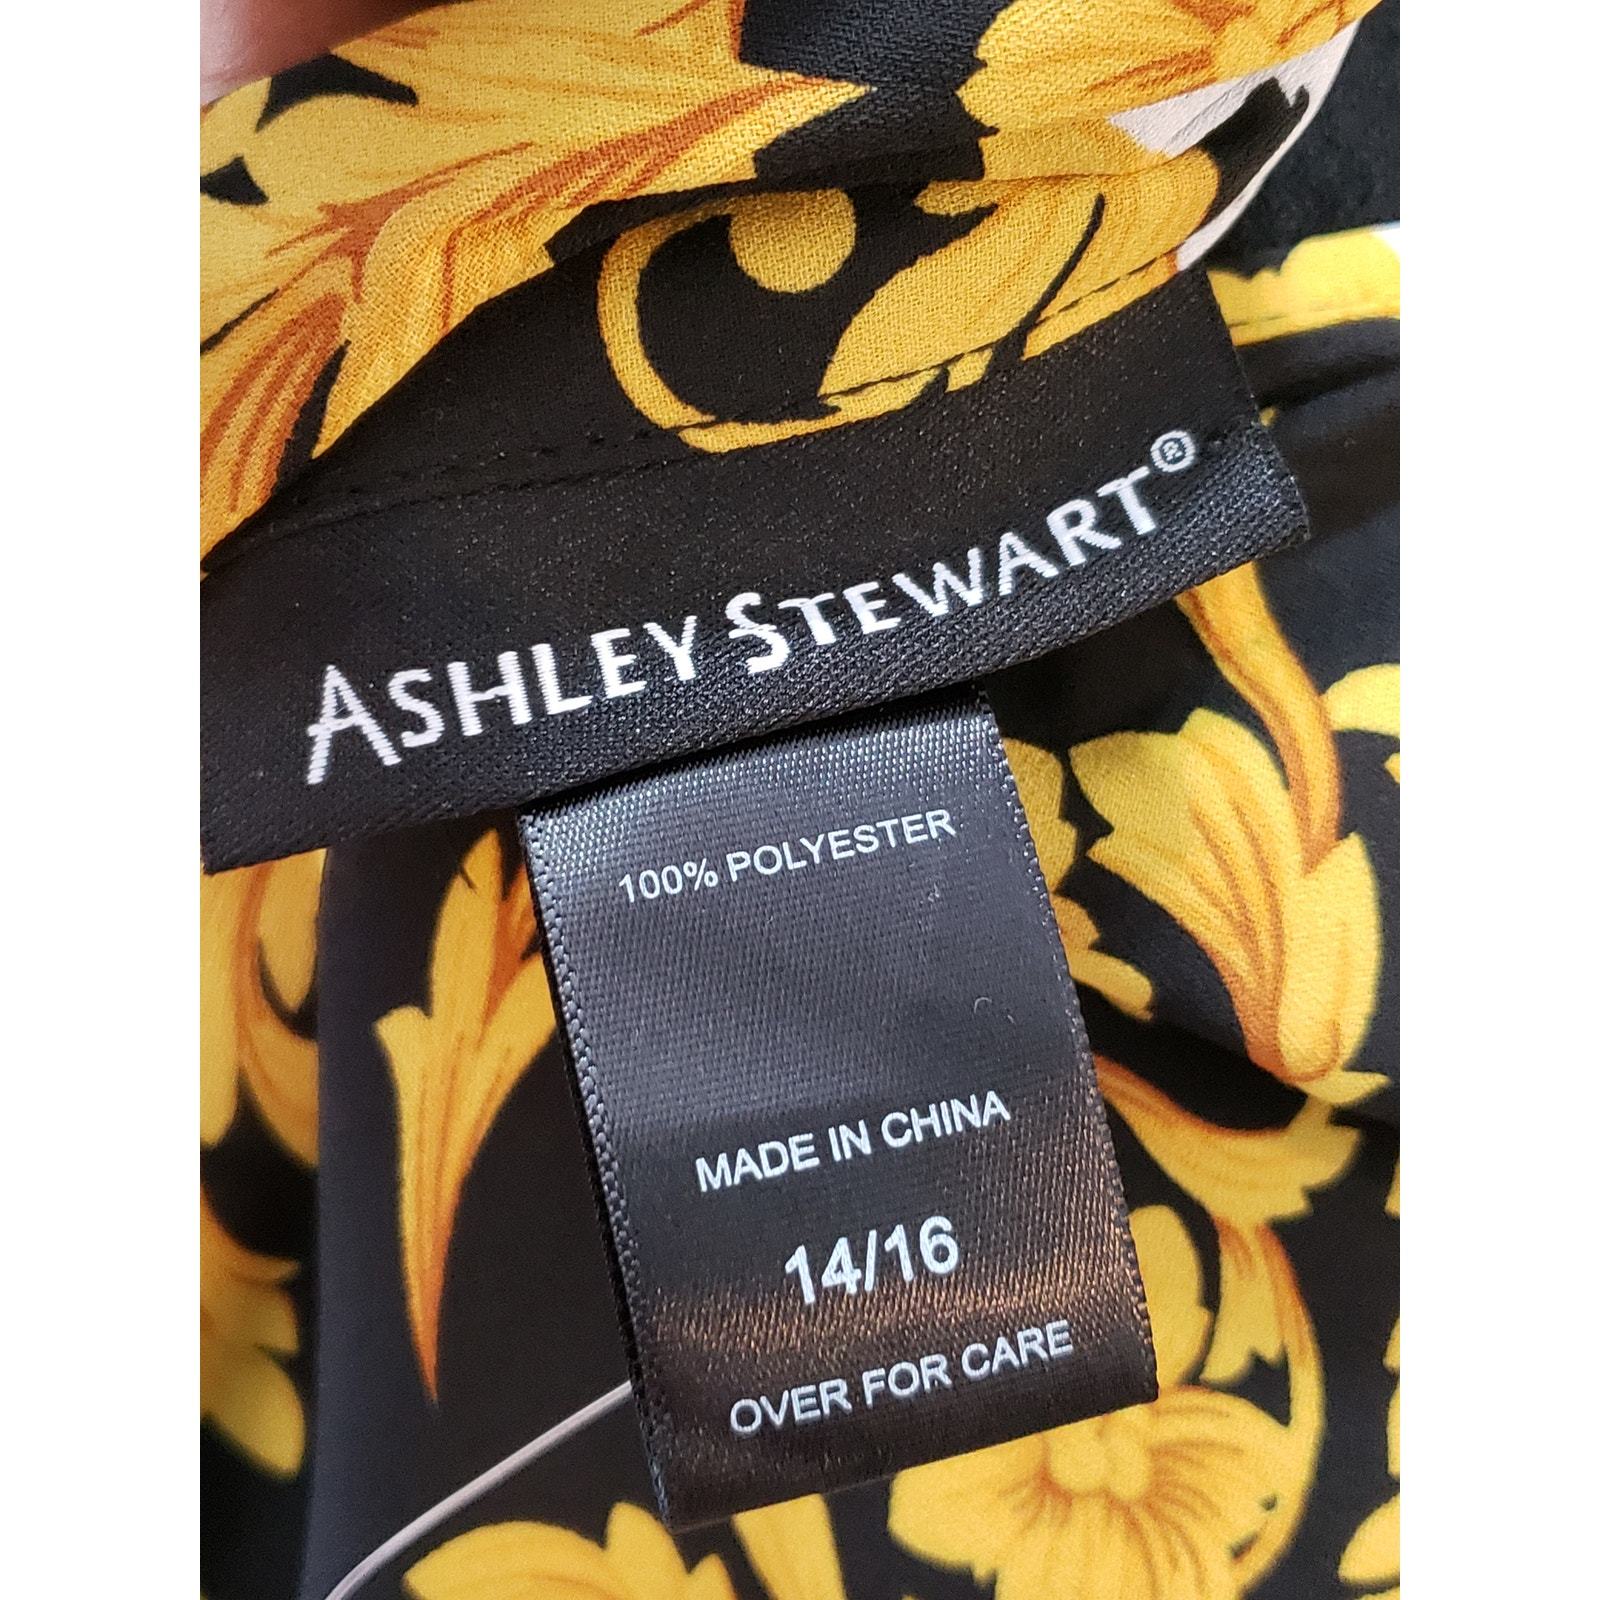 ASHLEY STEWART®
100% POLYESTER
MADE IN CHINA
14/16
OVER FOR CARE